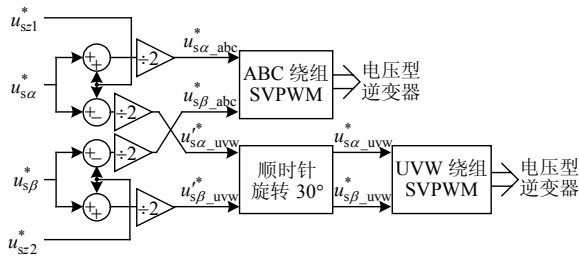 u*sz1
u*sα
u*sβ
u*sz2
+
+
+
−
+
−
+
+
÷2
÷2
÷2
÷2
u*sα_abc
u*sβ_abc
u′*sα_uvw
u′*sβ_uvw
ABC 绕组
SVPWM
电压型
逆变器
顺时针
旋转 30°
u*sα_uvw
u*sβ_uvw
UVW 绕组
SVPWM
电压型
逆变器